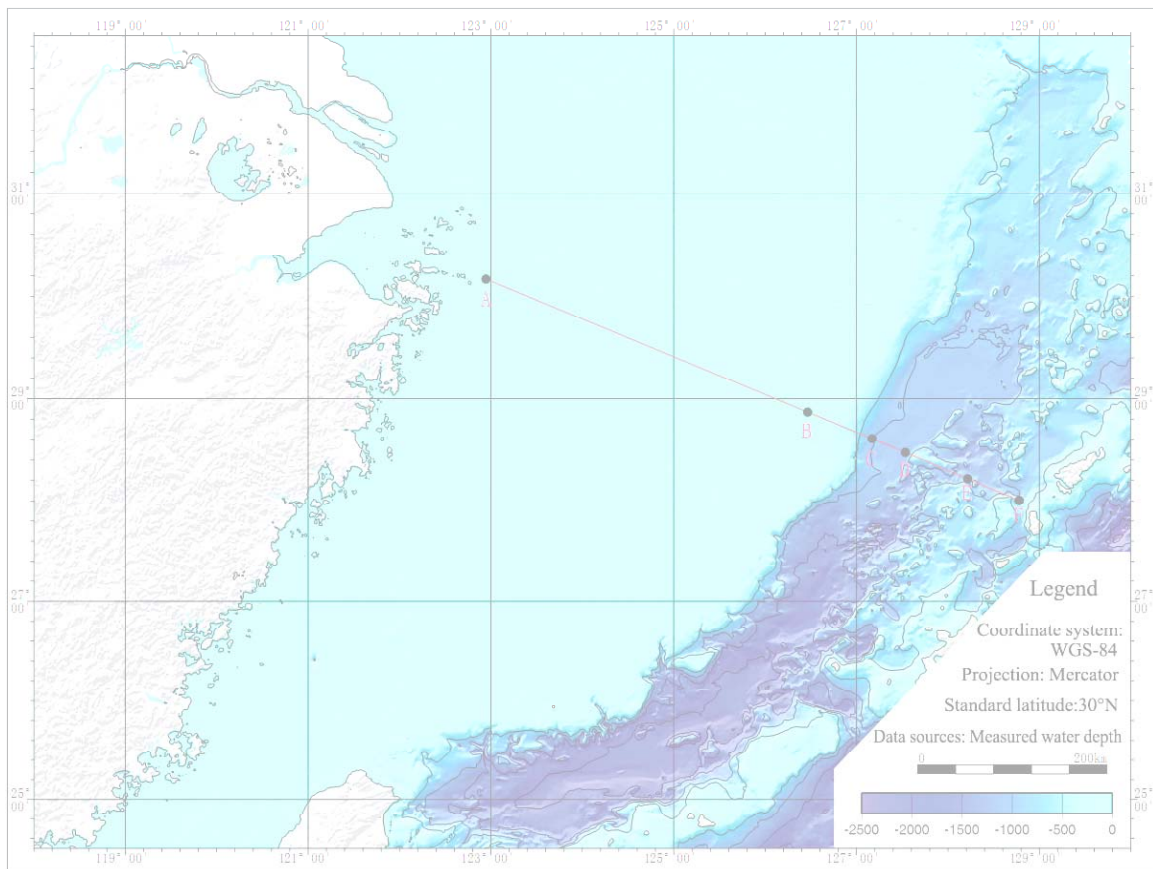 119° 00′ 121° 00′ 123° 00′ 125° 00′ 127° 00′ 129° 00′
31°
00′
31°
00′
A
29°
00′
29°
00′
B
C
27°
00′
27°
00′
Legend
Coordinate system:
WGS-84
Projection: Mercator
Standard latitude:30°N
Data sources: Measured water depth
0 200km
25°
00′
25°
00′
-2500 -2000 -1500 -1000 0
119° 00′ 121° 00′ 123° 00′ 125° 00′ 127° 00′ 129° 00′